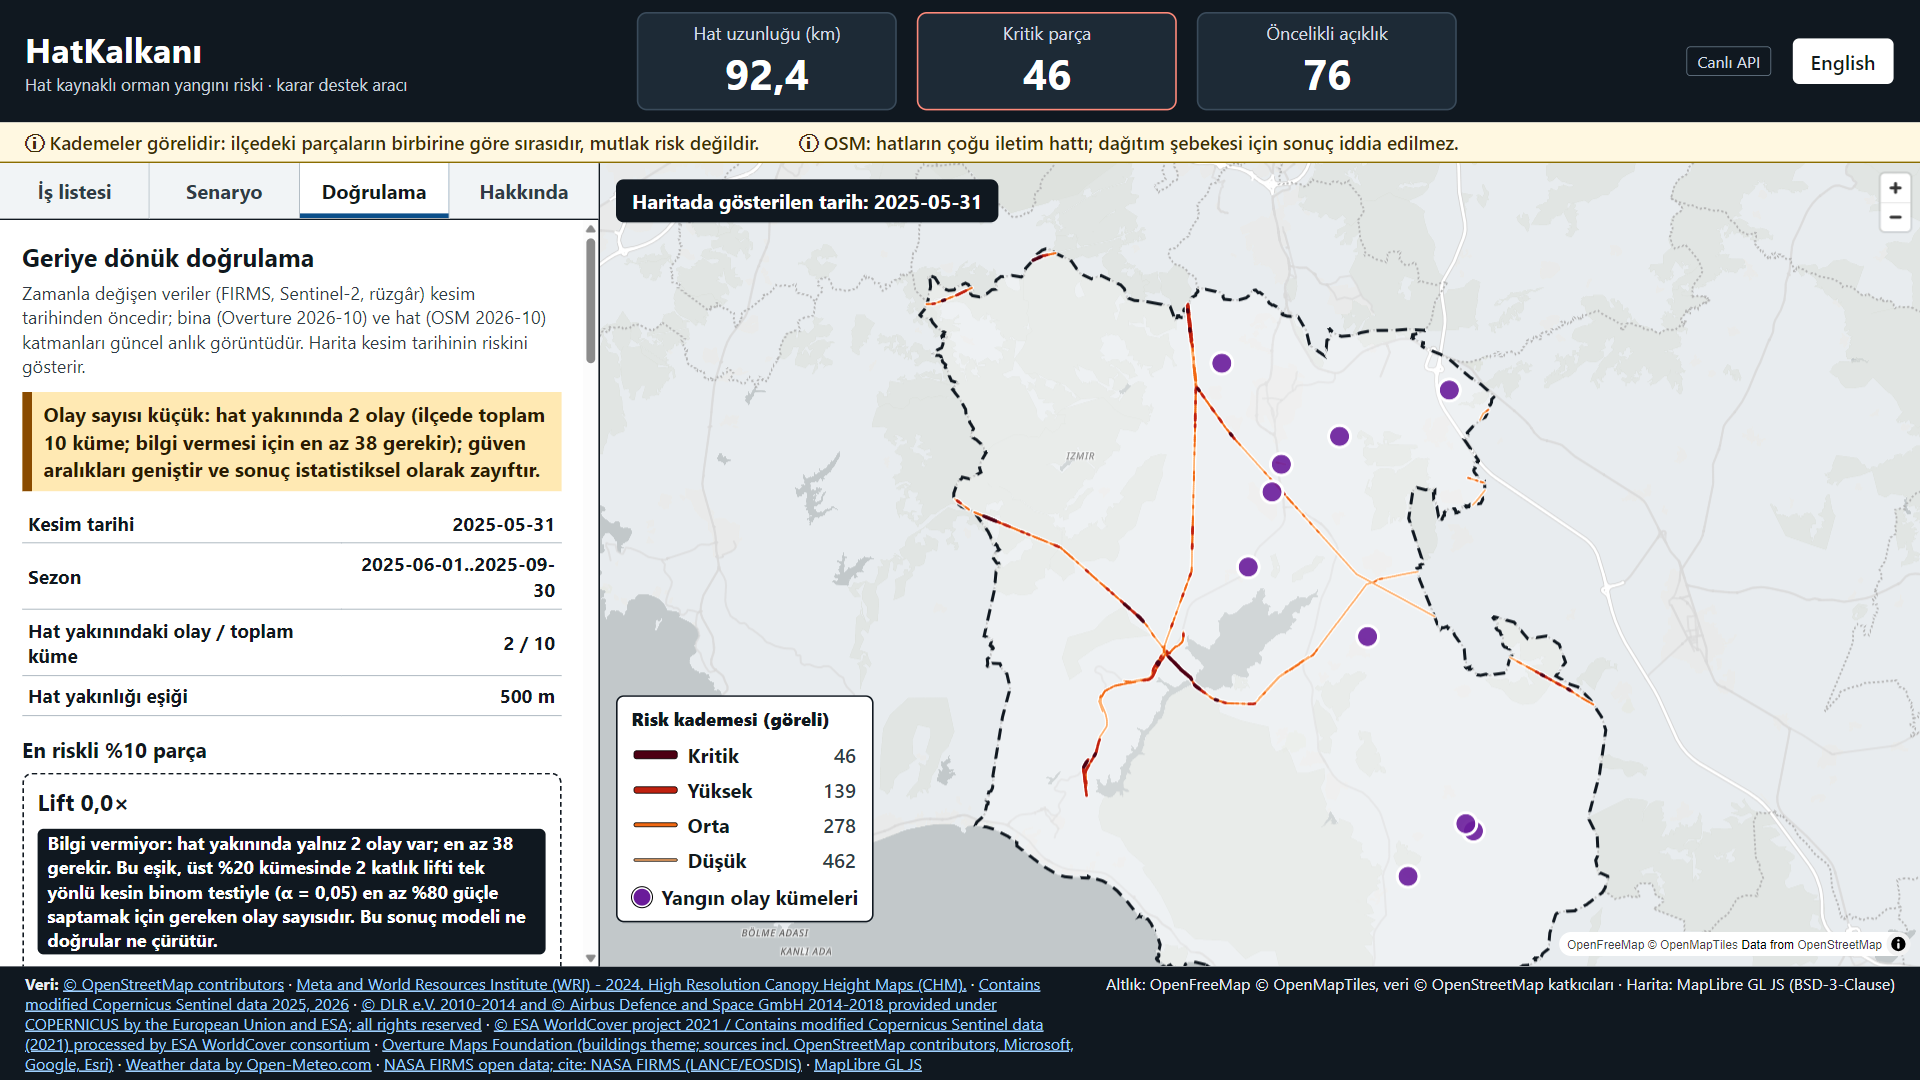 HatKalkanı
Hat kaynaklı orman yangını riski · karar destek aracı
Hat uzunluğu (km)
92,4
Kritik parça
46
Öncelikli açıklık
76
Canlı API
English
Kademeler görelidir: ilçedeki parçaların birbirine göre sırasıdır, mutlak risk değildir.
OSM: hatların çoğu iletim hattı; dağıtım şebekesi için sonuç iddia edilmez.
İş listesi
Senaryo
Doğrulama
Hakkında
Geriye dönük doğrulama
Zamanla değişen veriler (FIRMS, Sentinel-2, rüzgâr) kesim
tarihinden öncedir; bina (Overture 2026-10) ve hat (OSM 2026-10)
katmanları güncel anlık görüntüdür. Harita kesim tarihinin riskini
gösterir.
Olay sayısı küçük: hat yakınında 2 olay (ilçede toplam
10 küme; bilgi vermesi için en az 38 gerekir); güven
aralıkları geniştir ve sonuç istatistiksel olarak zayıftır.
Kesim tarihi 2025-05-31
Sezon 2025-06-01..2025-09-
30
Hat yakınındaki olay / toplam
küme 2 / 10
Hat yakınlığı eşiği 500 m
En riskli %10 parça
Lift 0,0×
Bilgi vermiyor: hat yakınında yalnız 2 olay var; en az 38
gerekir. Bu eşik, üst %20 kümesinde 2 katlık lifti tek
yönlü kesin binom testiyle (α = 0,05) en az %80 güçle
saptamak için gereken olay sayısıdır. Bu sonuç modeli ne
doğrular ne çürütür.
Haritada gösterilen tarih: 2025-05-31
+
−
IZMIR
Risk kademesi (göreli)
Kritik 46
Yüksek 139
Orta 278
Düşük 462
Yangın olay kümeleri
BÖLME ADASI
KANLI ADA
OpenFreeMap © OpenMapTiles Data from OpenStreetMap
Veri: © OpenStreetMap contributors · Meta and World Resources Institute (WRI) - 2024. High Resolution Canopy Height Maps (CHM). · Contains
modified Copernicus Sentinel data 2025, 2026 · © DLR e.V. 2010-2014 and © Airbus Defence and Space GmbH 2014-2018 provided under
COPERNICUS by the European Union and ESA; all rights reserved · © ESA WorldCover project 2021 / Contains modified Copernicus Sentinel data
(2021) processed by ESA WorldCover consortium · Overture Maps Foundation (buildings theme; sources incl. OpenStreetMap contributors, Microsoft,
Google, Esri) · Weather data by Open-Meteo.com · NASA FIRMS open data; cite: NASA FIRMS (LANCE/EOSDIS) · MapLibre GL JS
Altlık: OpenFreeMap © OpenMapTiles, veri © OpenStreetMap katkıcıları · Harita: MapLibre GL JS (BSD-3-Clause)